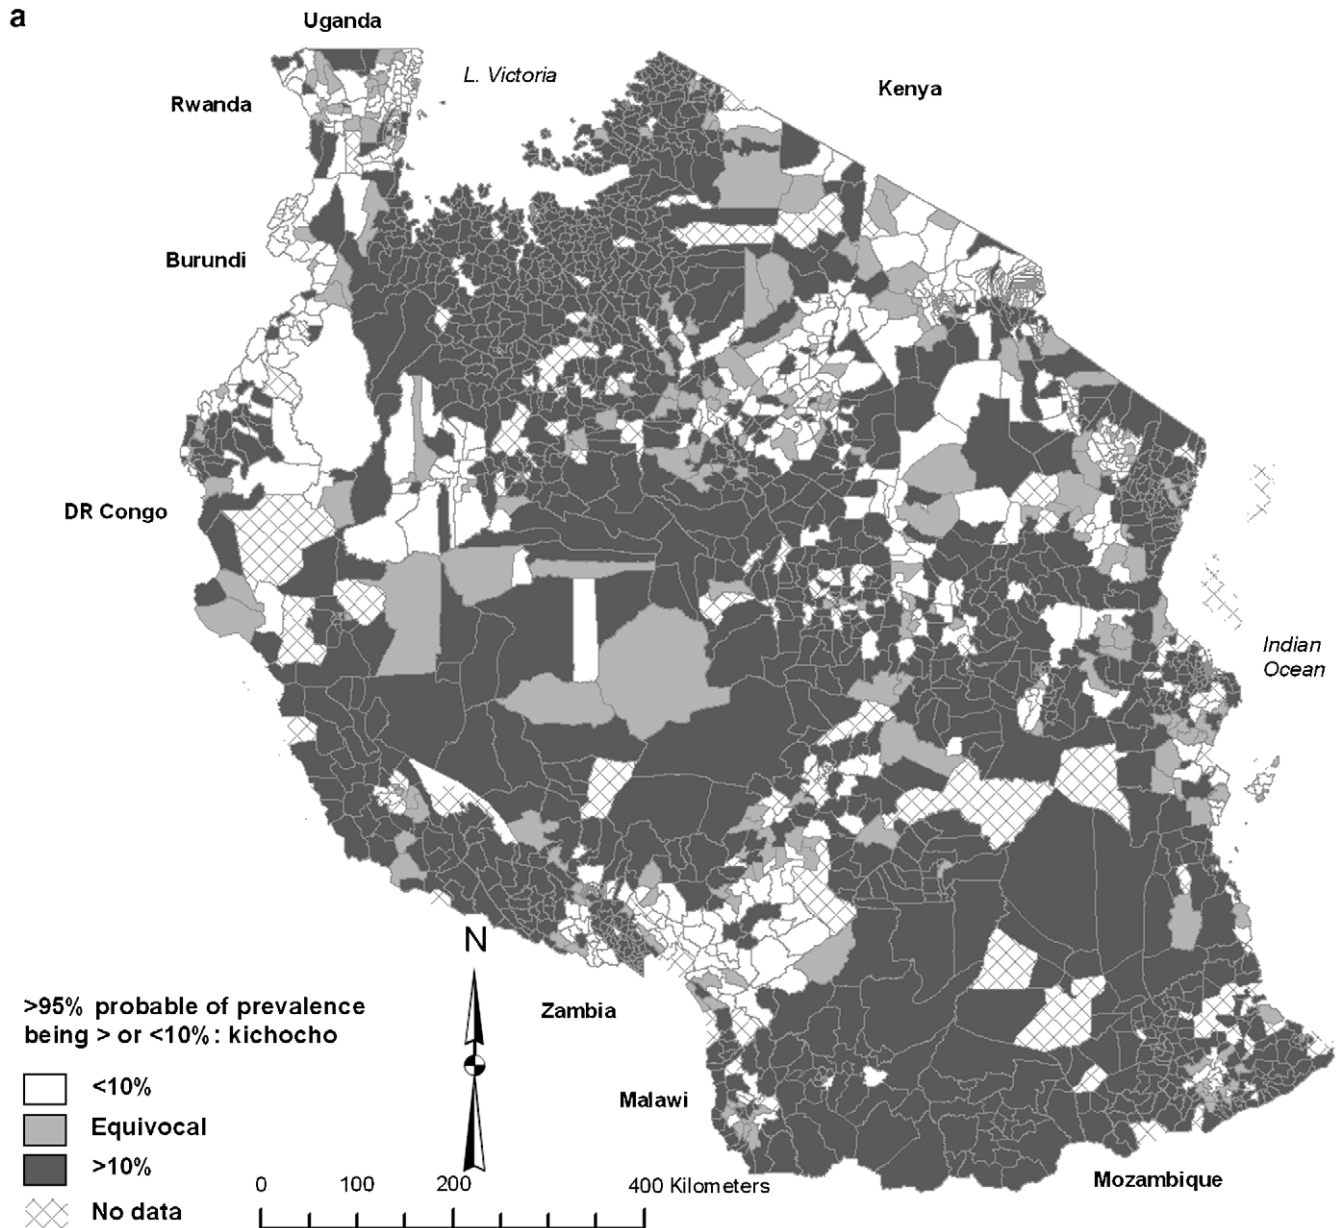 a
Uganda
L. Victoria
Kenya
Rwanda
Burundi
DR Congo
Indian
Ocean
N
>95% probable of prevalence
being > or <10%: kichocho
Zambia
<10%
Malawi
Equivocal
>10%
Mozambique
0 100 200 400 Kilometers
No data